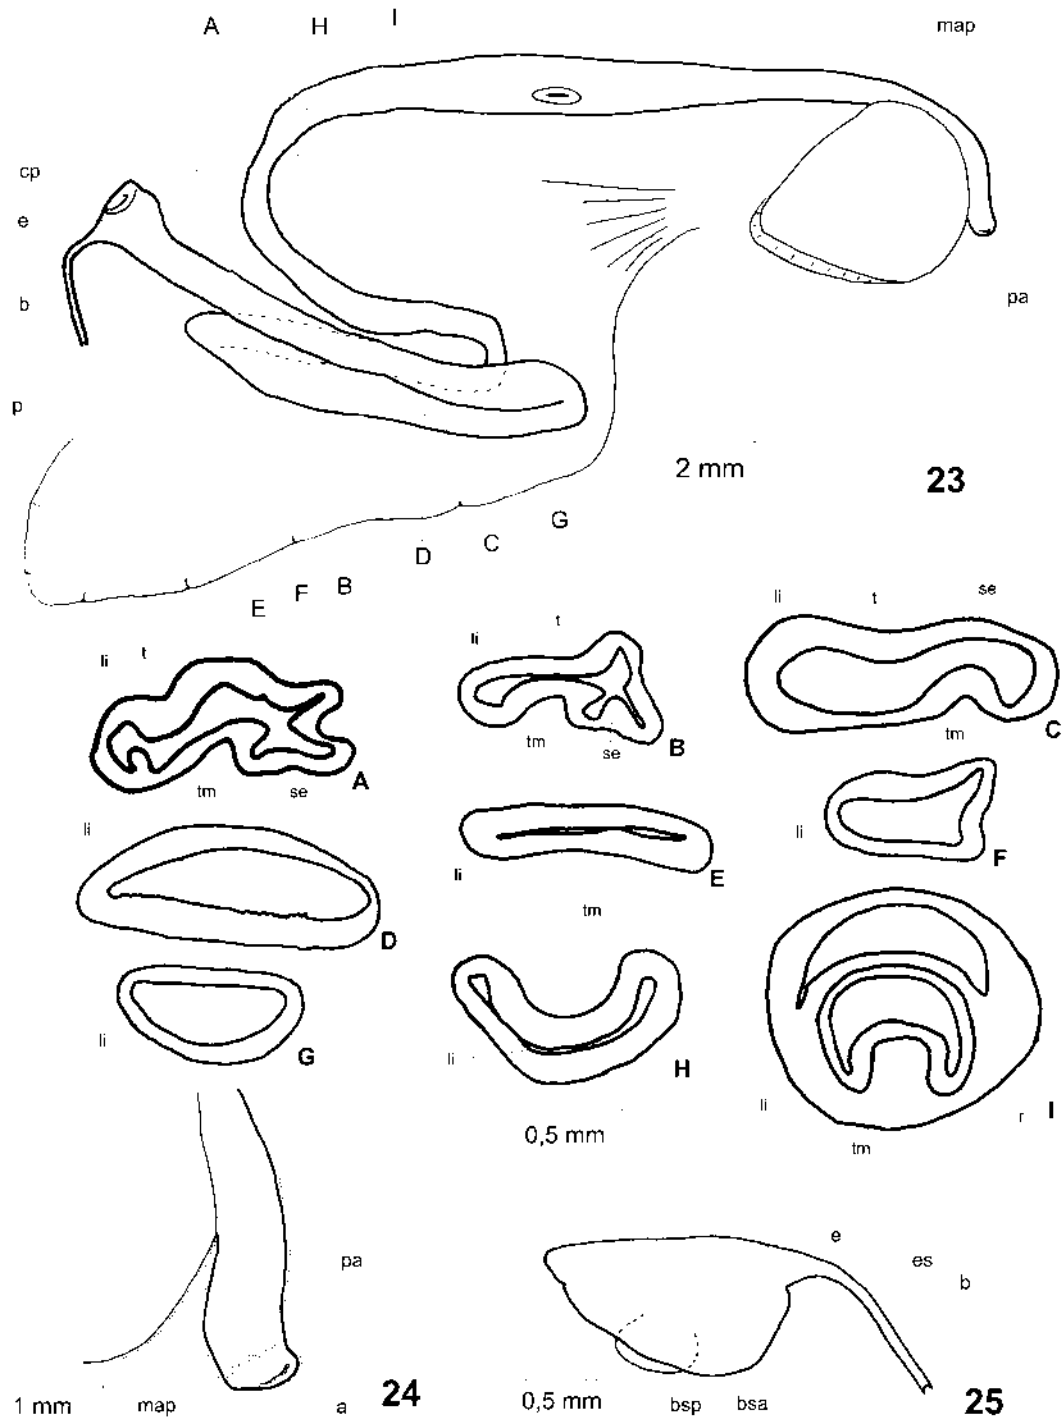 A H I map
cp
e
b
pa
p
2 mm 23
G
C
D
B
F
E
li t se
li t
li t
tm se B
tm C
tm se A
li
li F
li E
tm
li
D
li G
li H
li r I
0,5 mm
tm
pa
e es
b
1 mm map a 24
0,5 mm bsp bsa 25